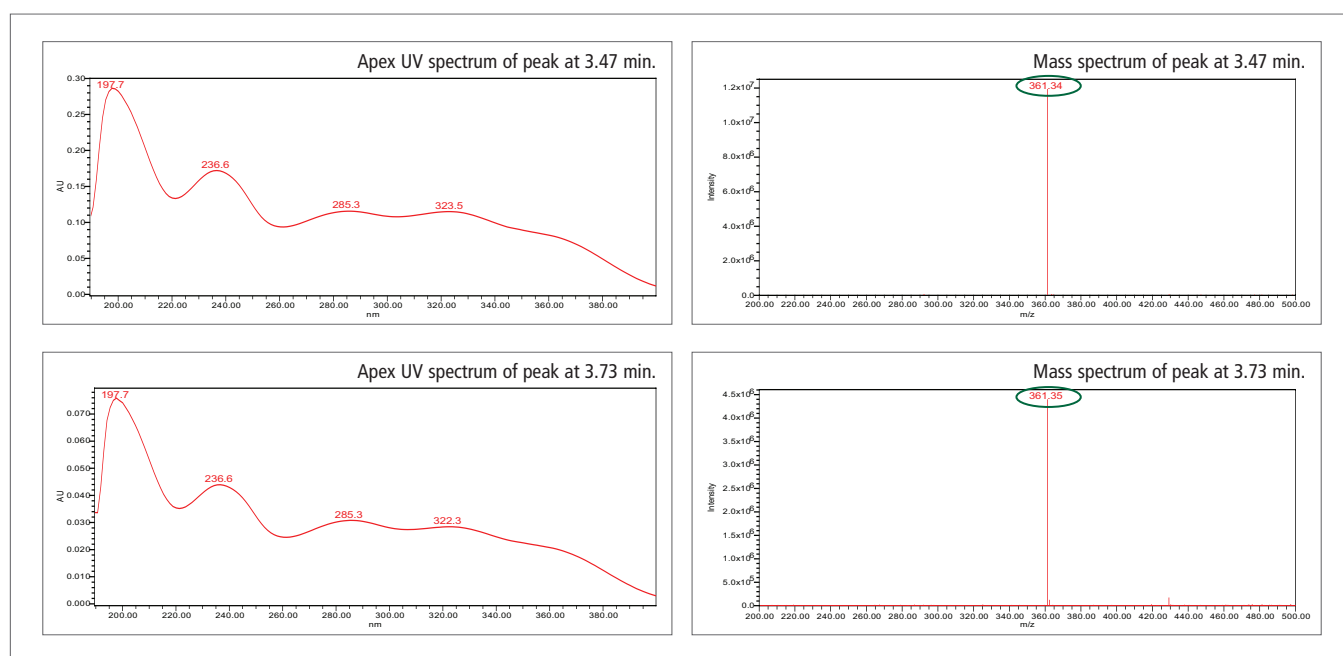 Apex UV spectrum of peak at 3.47 min.
197.7
236.6
285.3
323.5
AU
0.30
0.25
0.20
0.15
0.10
0.05
0.00
200.00 220.00 240.00 260.00 280.00 300.00 320.00 340.00 360.00 380.00
nm
Mass spectrum of peak at 3.47 min.
361.34
Intensity
1.2x10⁷
1.0x10⁷
8.0x10⁶
6.0x10⁶
4.0x10⁶
2.0x10⁶
0.0
200.00 220.00 240.00 260.00 280.00 300.00 320.00 340.00 360.00 380.00 400.00 420.00 440.00 460.00 480.00 500.00
m/z
Apex UV spectrum of peak at 3.73 min.
197.7
236.6
285.3
322.3
AU
0.070
0.060
0.050
0.040
0.030
0.020
0.010
0.000
200.00 220.00 240.00 260.00 280.00 300.00 320.00 340.00 360.00 380.00
nm
Mass spectrum of peak at 3.73 min.
361.35
Intensity
4.5x10⁶
4.0x10⁶
3.5x10⁶
3.0x10⁶
2.5x10⁶
2.0x10⁶
1.5x10⁶
1.0x10⁶
5.0x10⁵
0.0
200.00 220.00 240.00 260.00 280.00 300.00 320.00 340.00 360.00 380.00 400.00 420.00 440.00 460.00 480.00 500.00
m/z